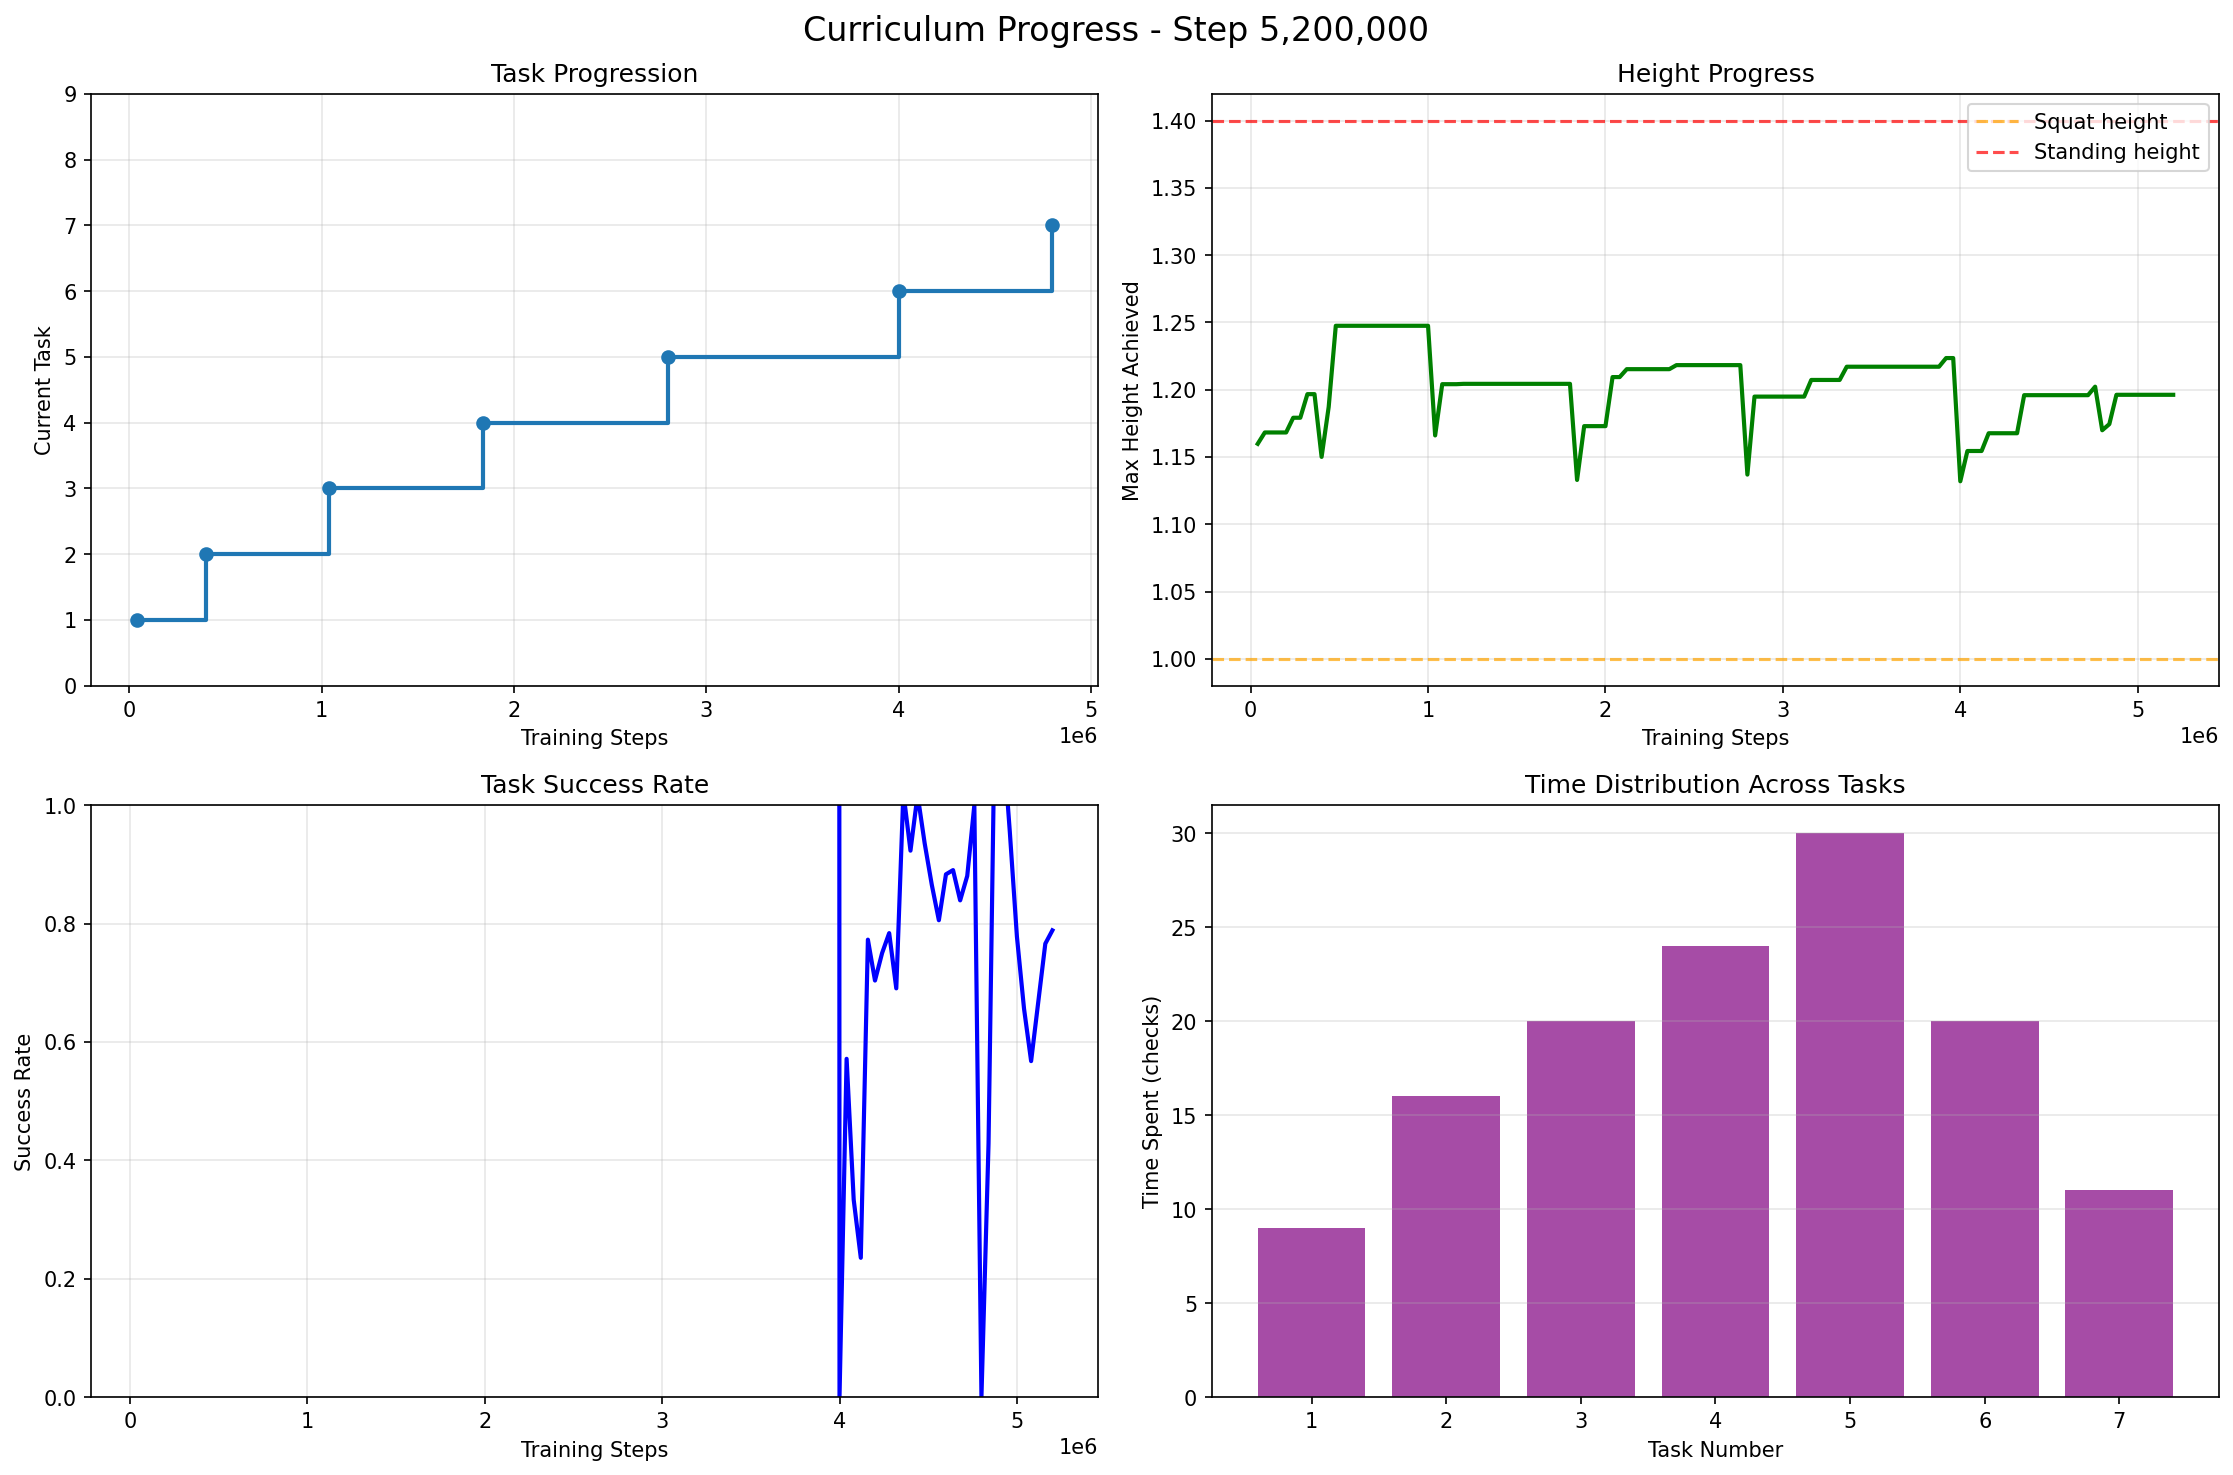 Curriculum Progress - Step 5,200,000
Task Progression
9
8
7
6
5
4
3
2
1
0
Current Task
0 1 2 3 4 5
1e6
Training Steps
Height Progress
1.40
1.35
1.30
1.25
1.20
1.15
1.10
1.05
1.00
Max Height Achieved
Squat height
Standing height
0 1 2 3 4 5
1e6
Training Steps
Task Success Rate
1.0
0.8
0.6
0.4
0.2
0.0
Success Rate
0 1 2 3 4 5
1e6
Training Steps
Time Distribution Across Tasks
30
25
20
15
10
5
0
Time Spent (checks)
1 2 3 4 5 6 7
Task Number